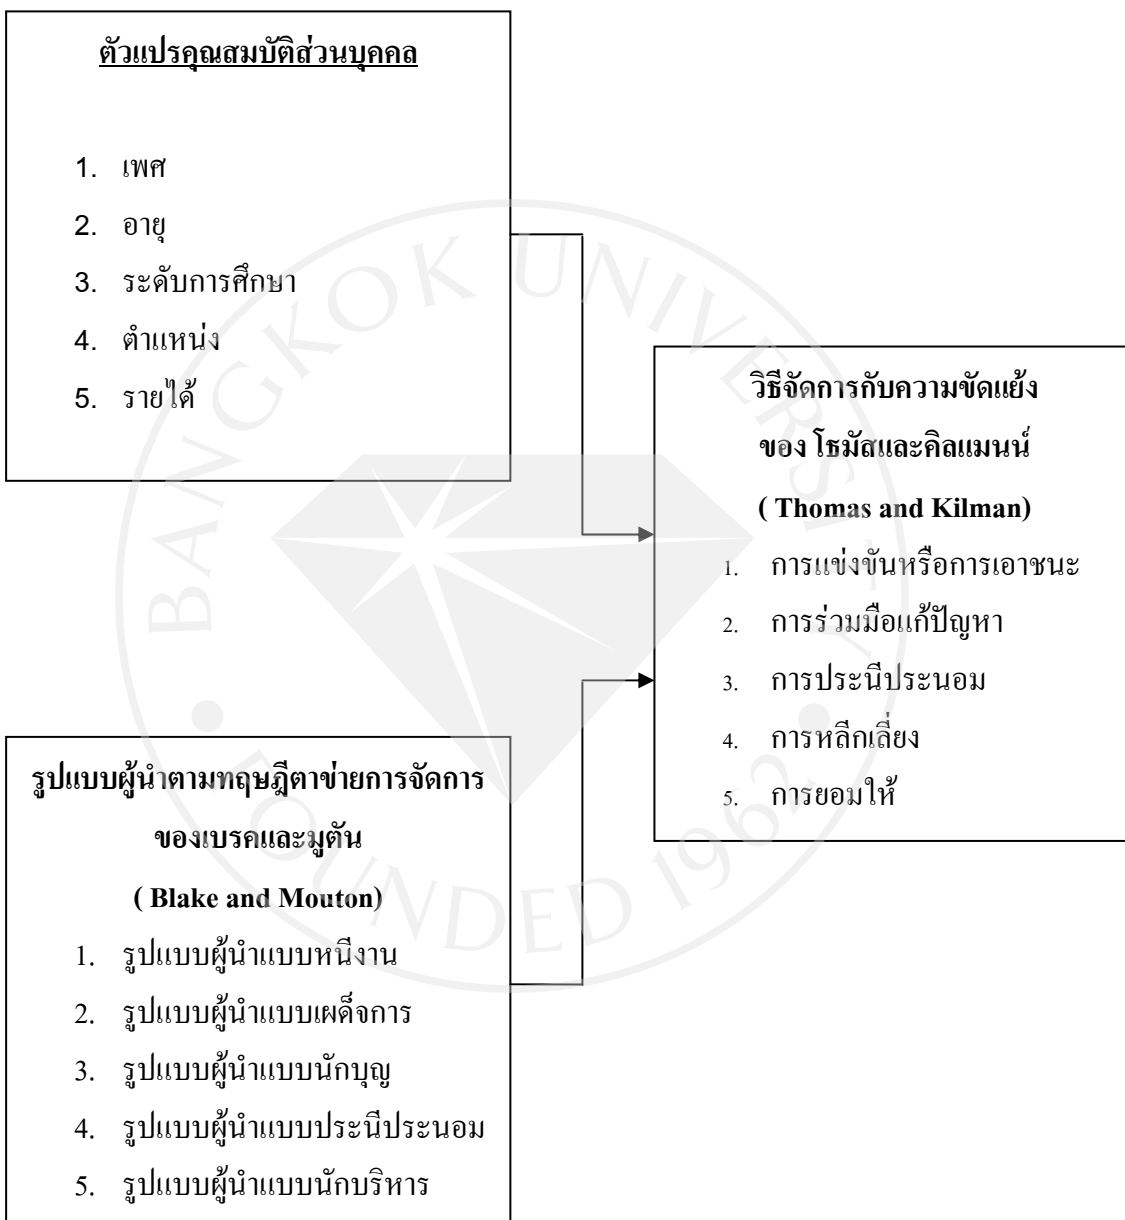 ตัวแปรคุณสมบัติส่วนบุคคล
1. เพศ
2. อายุ
3. ระดับการศึกษา
4. ตำแหน่ง
5. รายได้
วิธีจัดการกับความขัดแย้ง
ของ โธมัสและคิลแมนน์
( Thomas and Kilman)
1. การแข่งขันหรือการเอาชนะ
2. การร่วมมือแก้ปัญหา
3. การประนีประนอม
4. การหลีกเลี่ยง
5. การยอมให้
รูปแบบผู้นำตามทฤษฎีตาข่ายการจัดการ
ของเบรคและมูตัน
( Blake and Mouton)
1. รูปแบบผู้นำแบบหนีงาน
2. รูปแบบผู้นำแบบเผด็จการ
3. รูปแบบผู้นำแบบนักบุญ
4. รูปแบบผู้นำแบบประนีประนอม
5. รูปแบบผู้นำแบบนักบริหาร
BANGKOK UNIVERSITY
FOUNDED 1962